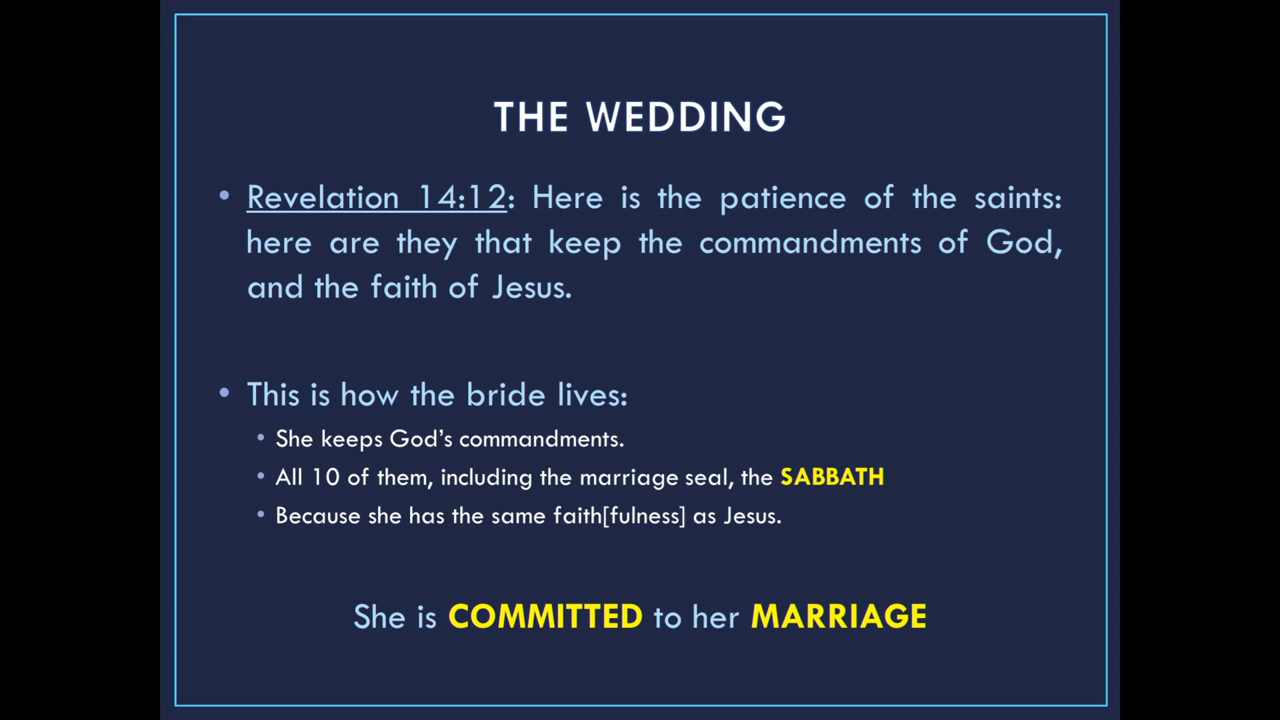 THE WEDDING
• Revelation 14:12: Here is the patience of the saints:
here are they that keep the commandments of God,
and the faith of Jesus.
• This is how the bride lives:
• She keeps God's commandments.
• All 10 of them, including the marriage seal, the SABBATH
• Because she has the same faith[fulness] as Jesus.
She is COMMITTED to her MARRIAGE